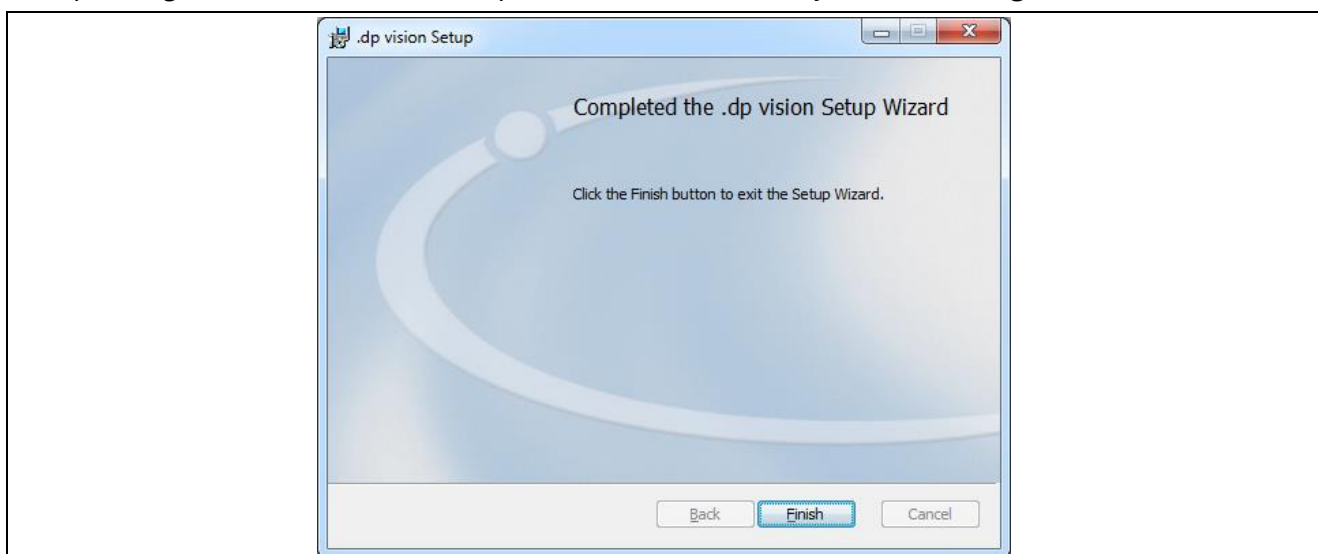 .dp vision Setup
Completed the .dp vision Setup Wizard
Click the Finish button to exit the Setup Wizard.
Back Finish Cancel